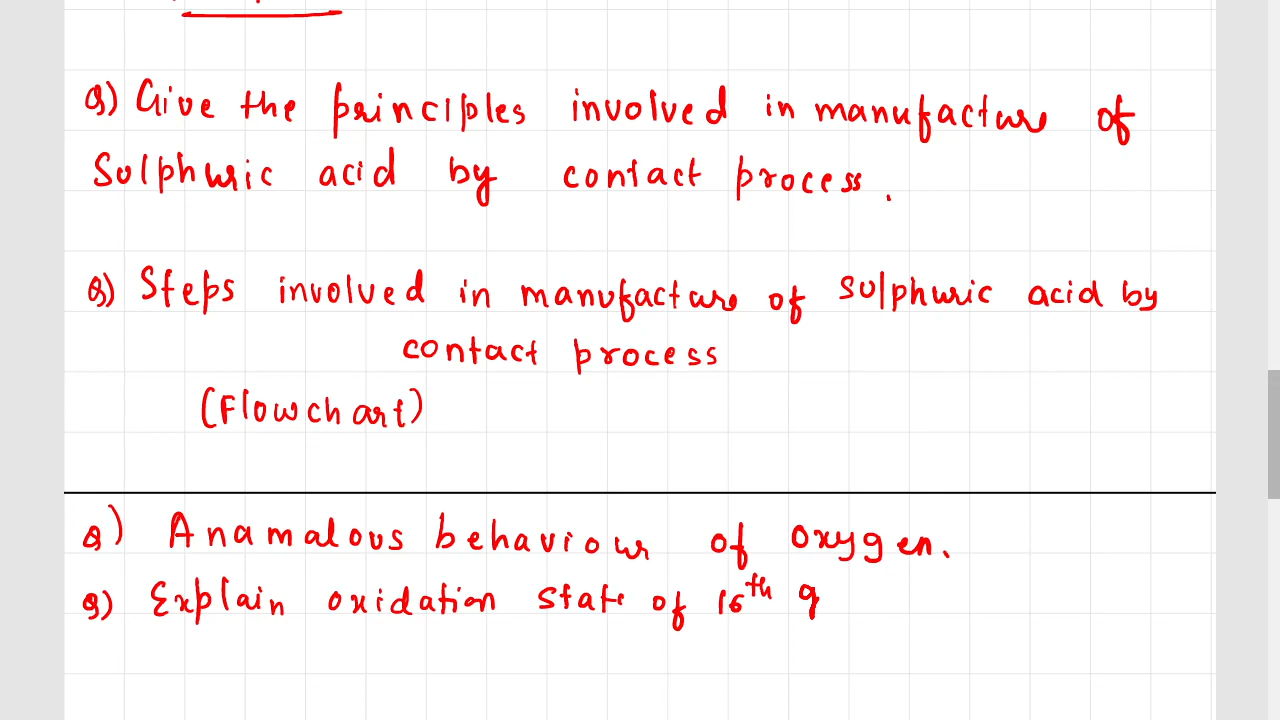 Q) Give the principles involved in manufacture of
Sulphuric acid by contact process.
Q) Steps involved in manufacture of sulphuric acid by
contact process
(Flowchart)
Q) Anamalous behaviour of oxygen.
Q) Explain oxidation state of 16th g